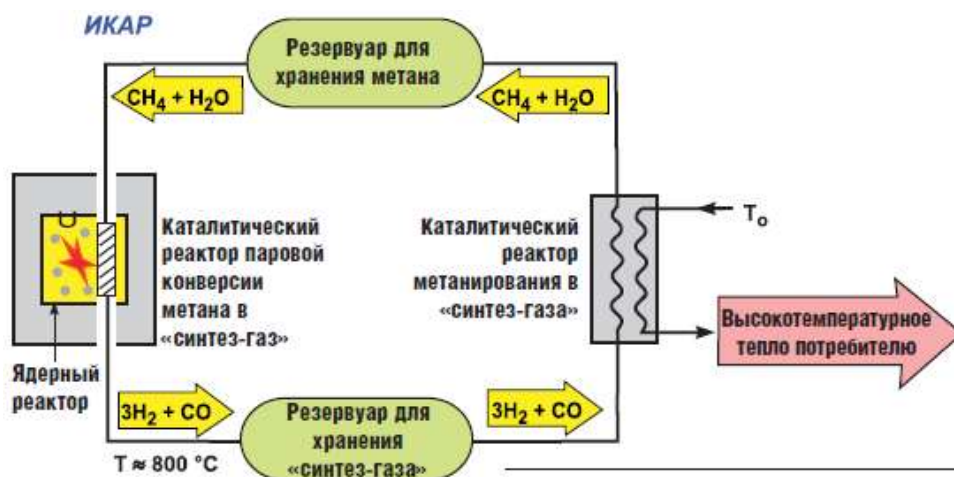 ИКАР
Резервуар для
хранения метана
CH₄ + H₂O
CH₄ + H₂O
U
Каталитический
реактор паровой
конверсии
метана в
«синтез-газ»
Каталитический
реактор
метанирования в
«синтез-газа»
T₀
Высокотемпературное
тепло потребителю
Ядерный
реактор
3H₂ + CO
Резервуар для
хранения
«синтез-газа»
3H₂ + CO
T ≈ 800 °C